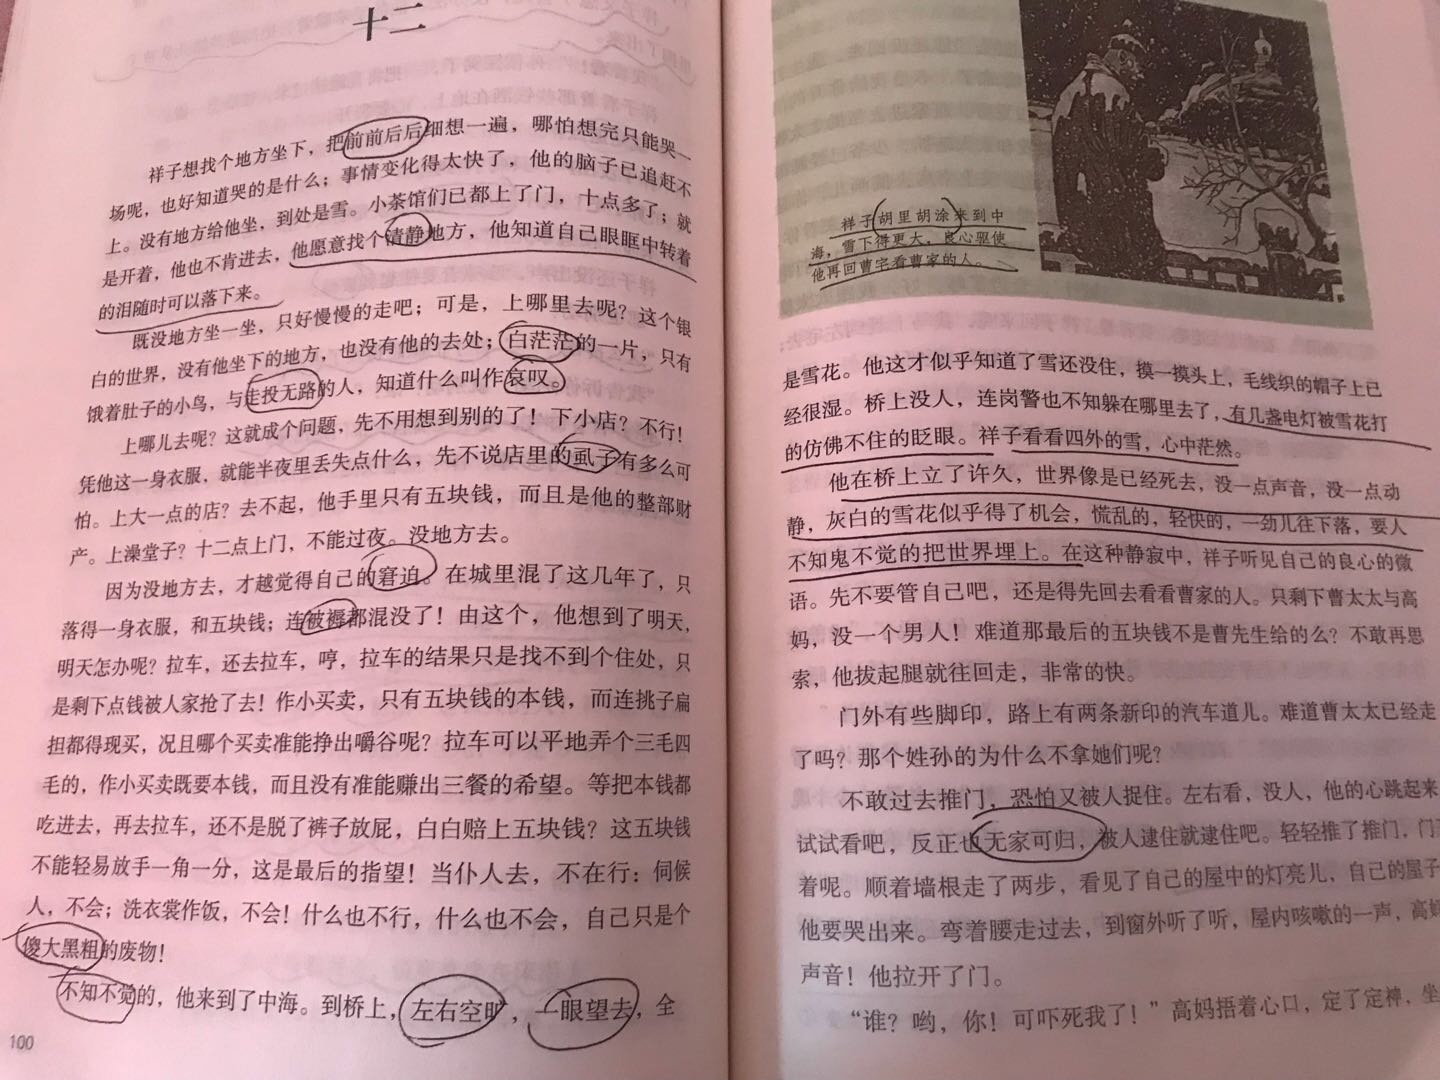 十二
祥子想找个地方坐下，把前前后后细想一遍，哪怕想完只能哭一
场呢，也好知道哭的是什么；事情变化得太快了，他的脑子已追赶不
上。没有地方给他坐，到处是雪。小茶馆们已都上了门，十点多了；就
是开着，他也不肯进去，他愿意找个清静地方，他知道自己眼眶中转着
的泪随时可以落下来。
既没地方坐一坐，只好慢慢的走吧；可是，上哪里去呢？这个银
白的世界，没有他坐下的地方，也没有他的去处；白茫茫的一片，只有
饿着肚子的小鸟，与走投无路的人，知道什么叫作哀叹。
上哪儿去呢？这就成个问题，先不用想到别的了！下小店？不行！
凭他这一身衣服，就能半夜里丢失点什么，先不说店里的虱子有多么可
怕。上大一点的店？去不起，他手里只有五块钱，而且是他的整部财
产。上澡堂子？十二点上门，不能过夜。没地方去。
因为没地方去，才越觉得自己的窘迫。在城里混了这几年了，只
落得一身衣服，和五块钱；连被褥都混没了！由这个，他想到了明天，
明天怎办呢？拉车，还去拉车，哼，拉车的结果只是找不到个住处，只
是剩下点钱被人家抢了去！作小买卖，只有五块钱的本钱，而连挑子扁
担都得现买，况且哪个买卖准能挣出嚼谷呢？拉车可以平地弄个三毛四
毛的，作小买卖既要本钱，而且没有准能赚出三餐的希望。等把本钱都
吃进去，再去拉车，还不是脱了裤子放屁，白白赔上五块钱？这五块钱
不能轻易放手一角一分，这是最后的指望！当仆人去，不在行：伺候
人，不会；洗衣裳作饭，不会！什么也不行，什么也不会，自己只是个
傻大黑粗的废物！
不知不觉的，他来到了中海。到桥上，左右空旷，一眼望去，全
100
祥子胡里胡涂来到中
海，雪下得更大，良心驱使
他再回曹宅看曹家的人。
是雪花。他这才似乎知道了雪还没住，摸一摸头上，毛线织的帽子上已
经很湿。桥上没人，连岗警也不知躲在哪里去了，有几盏电灯被雪花打
的仿佛不住的眨眼。祥子看看四外的雪，心中茫然。
他在桥上立了许久，世界像是已经死去，没一点声音，没一点动
静，灰白的雪花似乎得了机会，慌乱的，轻快的，一劲儿往下落，要人
不知鬼不觉的把世界埋上。在这种静寂中，祥子听见自己的良心的微
语。先不要管自己吧，还是得先回去看看曹家的人。只剩下曹太太与高
妈，没一个男人！难道那最后的五块钱不是曹先生给的么？不敢再思
索，他拔起腿就往回走，非常的快。
门外有些脚印，路上有两条新印的汽车道儿。难道曹太太已经走
了吗？那个姓孙的为什么不拿她们呢？
不敢过去推门，恐怕又被人捉住。左右看，没人，他的心跳起来
试试看吧，反正也无家可归，被人逮住就逮住吧。轻轻推了推门，门
着呢。顺着墙根走了两步，看见了自己的屋中的灯亮儿，自己的屋子
他要哭出来。弯着腰走过去，到窗外听了听，屋内咳嗽的一声，高妈
声音！他拉开了门。
“谁？哟，你！可吓死我了！”高妈捂着心口，定了定神，坐